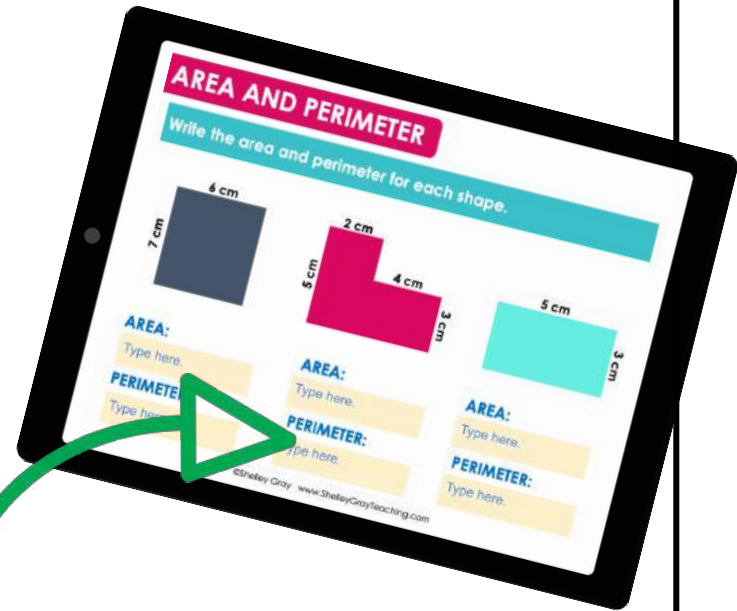 AREA AND PERIMETER
Write the area and perimeter for each shape.
6 cm
7 cm
2 cm
5 cm
4 cm
3 cm
5 cm
3 cm
AREA:
Type here.
PERIMETE
Type
AREA:
Type here.
PERIMETER:
ype here.
AREA:
Type here.
PERIMETER:
Type here.
©Shelley Gray www.ShelleyGrayTeaching.com